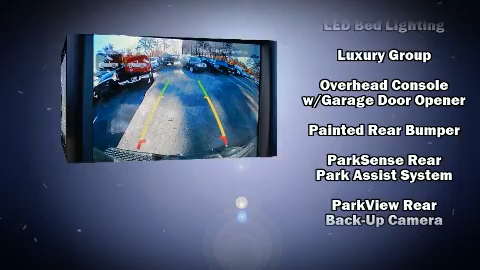 LED Bed Lighting
Luxury Group
Overhead Console
w/Garage Door Opener
Painted Rear Bumper
ParkSense Rear
Park Assist System
ParkView Rear
Back-Up Camera